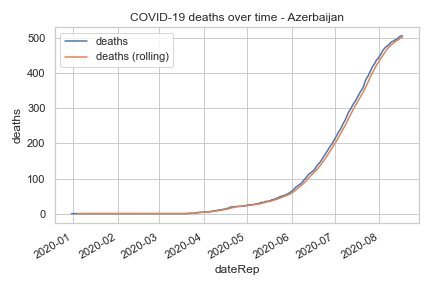 COVID-19 deaths over time - Azerbaijan
deaths
deaths (rolling)
500
400
300
200
100
0
deaths
2020-01
2020-02
2020-03
2020-04
2020-05
2020-06
2020-07
2020-08
dateRep